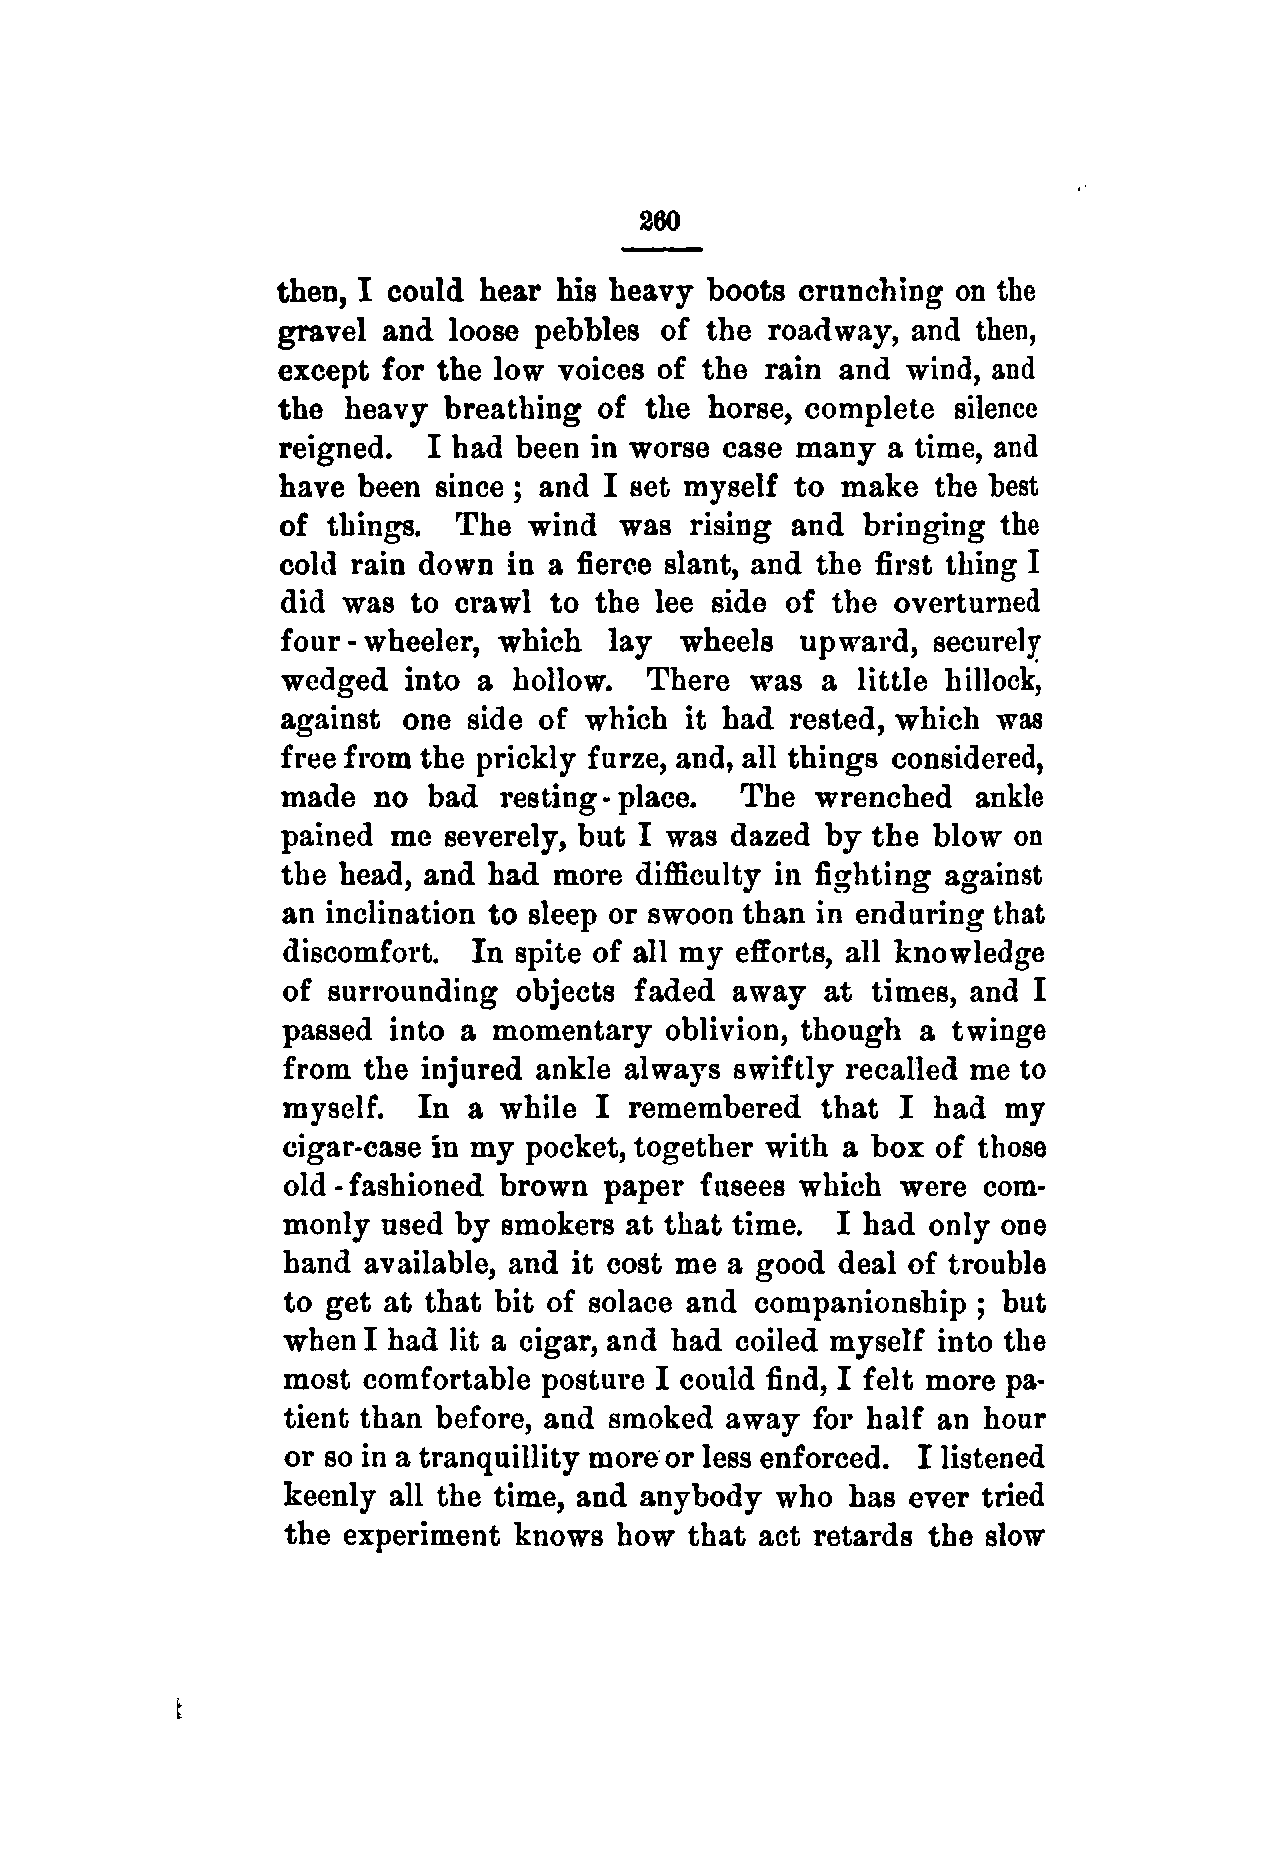 260
then, I could hear his heavy boots crunching on the
gravel and loose pebbles of the roadway, and then,
except for the low voices of the rain and wind, and
the heavy breathing of the horse, complete silence
reigned. I had been in worse case many a time, and
have been since ; and I set myself to make the best
of things. The wind was rising and bringing the
cold rain down in a fierce slant, and the first thing I
did was to crawl to the lee side of the overturned
four - wheeler, which lay wheels upward, securely
wedged into a hollow. There was a little hillock,
against one side of which it had rested, which was
free from the prickly furze, and, all things considered,
made no bad resting - place. The wrenched ankle
pained me severely, but I was dazed by the blow on
the head, and had more difficulty in fighting against
an inclination to sleep or swoon than in enduring that
discomfort. In spite of all my efforts, all knowledge
of surrounding objects faded away at times, and I
passed into a momentary oblivion, though a twinge
from the injured ankle always swiftly recalled me to
myself. In a while I remembered that I had my
cigar-case in my pocket, together with a box of those
old - fashioned brown paper fusees which were com-
monly used by smokers at that time. I had only one
hand available, and it cost me a good deal of trouble
to get at that bit of solace and companionship ; but
when I had lit a cigar, and had coiled myself into the
most comfortable posture I could find, I felt more pa-
tient than before, and smoked away for half an hour
or so in a tranquillity more or less enforced. I listened
keenly all the time, and anybody who has ever tried
the experiment knows how that act retards the slow